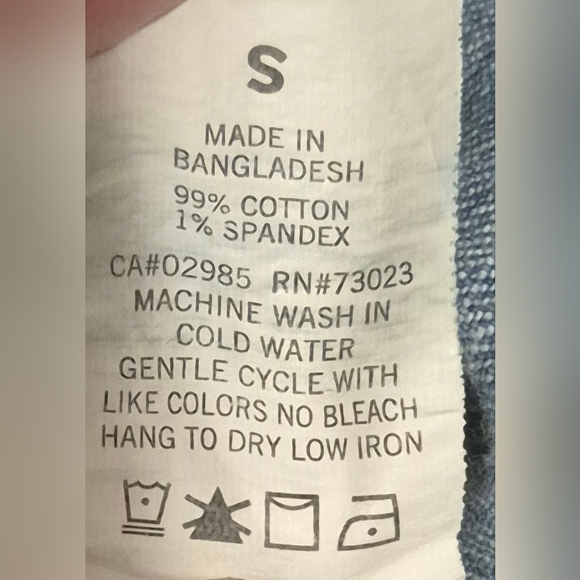 S
MADE IN
BANGLADESH
99% COTTON
1% SPANDEX
CA#02985 RN#73023
MACHINE WASH IN
COLD WATER
GENTLE CYCLE WITH
LIKE COLORS NO BLEACH
HANG TO DRY LOW IRON